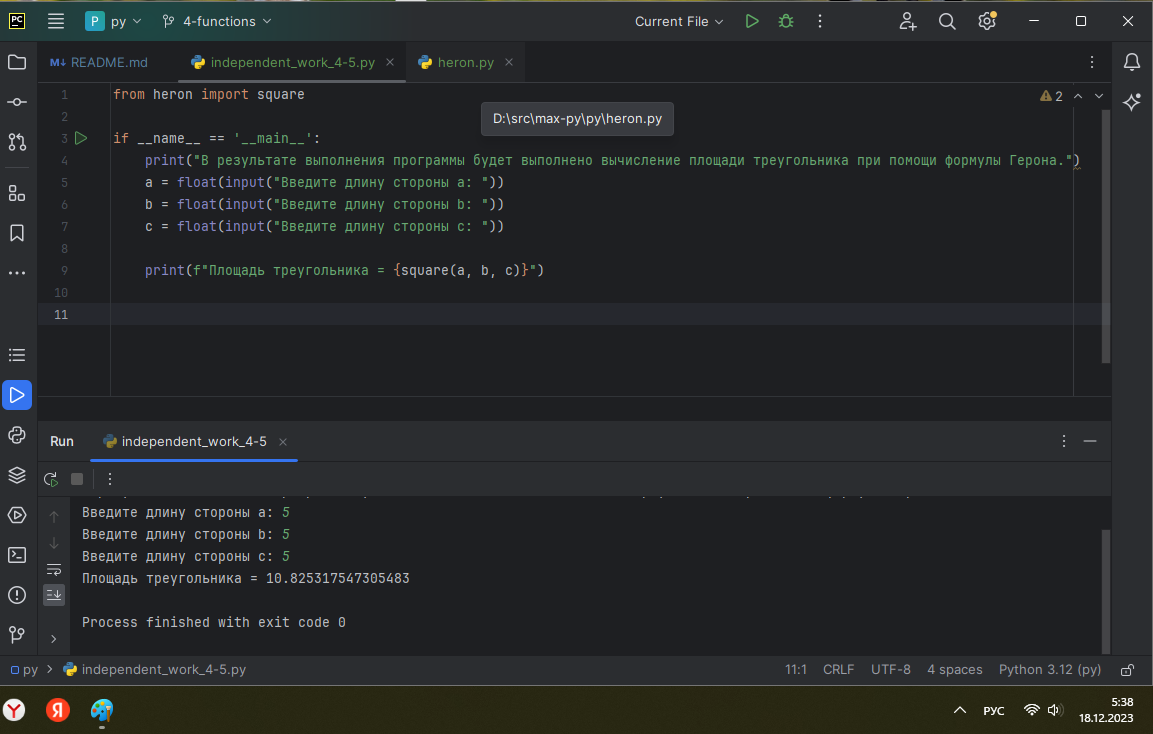 PC P py 4-functions Current File
README.md independent_work_4-5.py heron.py
1 from heron import square 2
2
D:\src\max-py\py\heron.py
3 if __name__ == '__main__':
4 print("В результате выполнения программы будет выполнено вычисление площади треугольника при помощи формулы Герона.")
5 a = float(input("Введите длину стороны a: "))
6 b = float(input("Введите длину стороны b: "))
7 c = float(input("Введите длину стороны c: "))
8
9 print(f"Площадь треугольника = {square(a, b, c)}")
10
11
Run independent_work_4-5
Введите длину стороны a: 5
Введите длину стороны b: 5
Введите длину стороны c: 5
Площадь треугольника = 10.825317547305483
Process finished with exit code 0
py > independent_work_4-5.py 11:1 CRLF UTF-8 4 spaces Python 3.12 (py)
Я РУС 5:38
18.12.2023